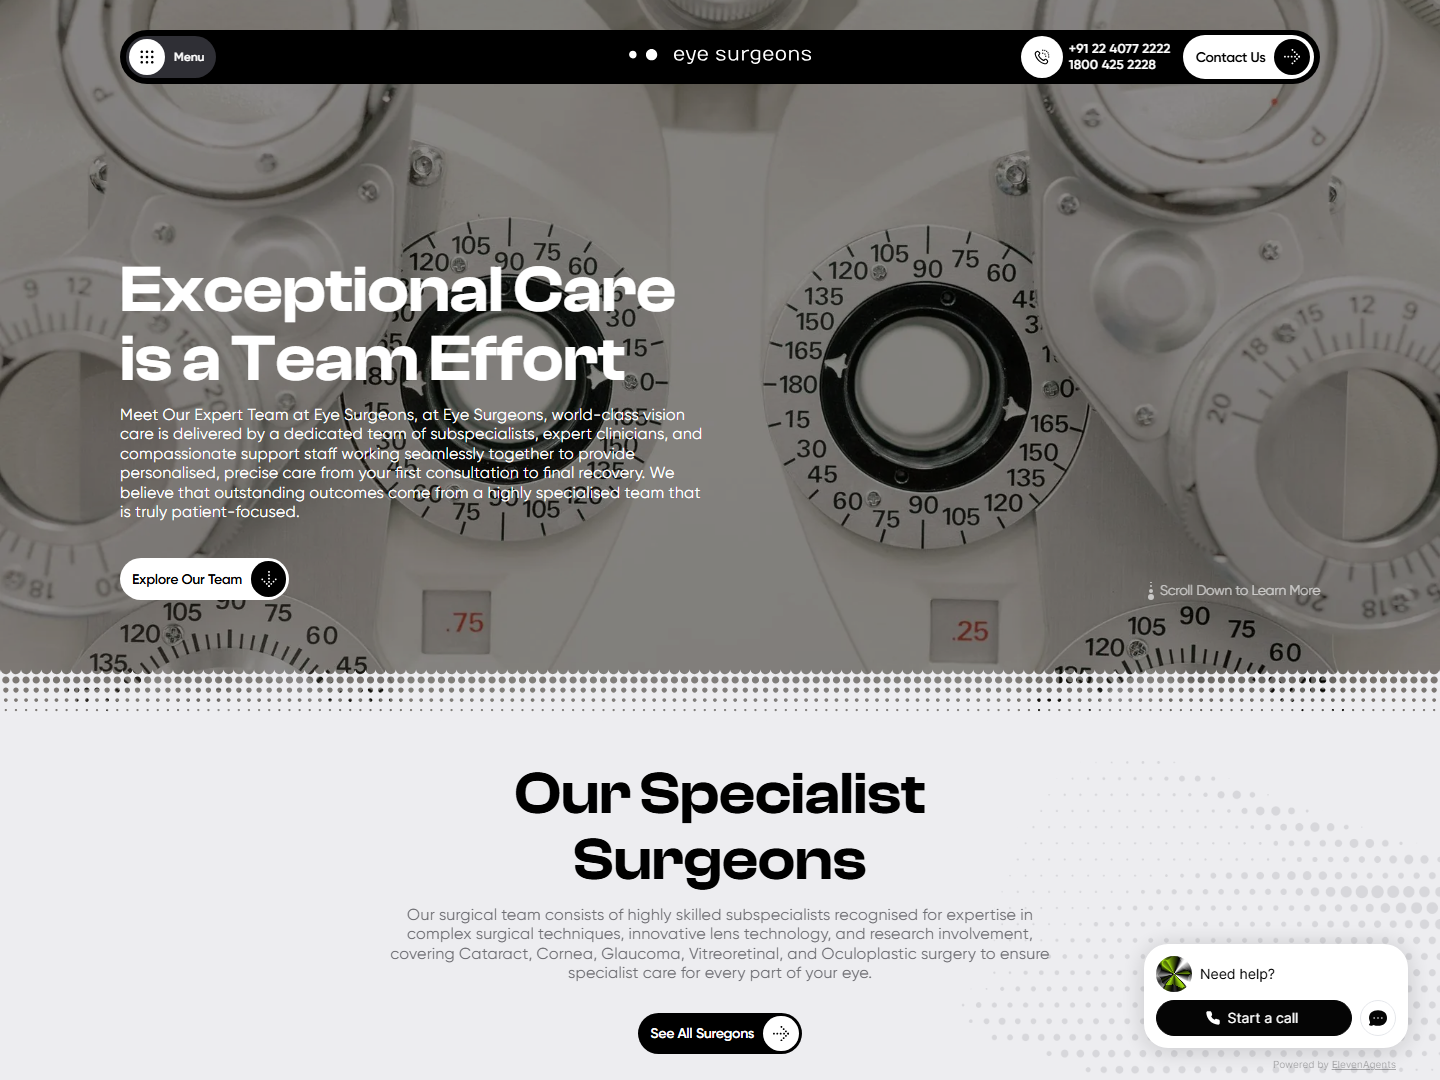 Menu
eye surgeons
+91 22 4077 2222
1800 425 2228
Contact Us
Exceptional Care
is a Team Effort
Meet Our Expert Team at Eye Surgeons, at Eye Surgeons, world-class vision
care is delivered by a dedicated team of subspecialists, expert clinicians, and
compassionate support staff working seamlessly together to provide
personalised, precise care from your first consultation to final recovery. We
believe that outstanding outcomes come from a highly specialised team that
is truly patient-focused.
Explore Our Team
Scroll Down to Learn More
.75
.25
Our Specialist
Surgeons
Our surgical team consists of highly skilled subspecialists recognised for expertise in
complex surgical techniques, innovative lens technology, and research involvement,
covering Cataract, Cornea, Glaucoma, Vitreoretinal, and Oculoplastic surgery to ensure
specialist care for every part of your eye.
See All Suregons
Need help?
Start a call
Powered by ElevenAgents